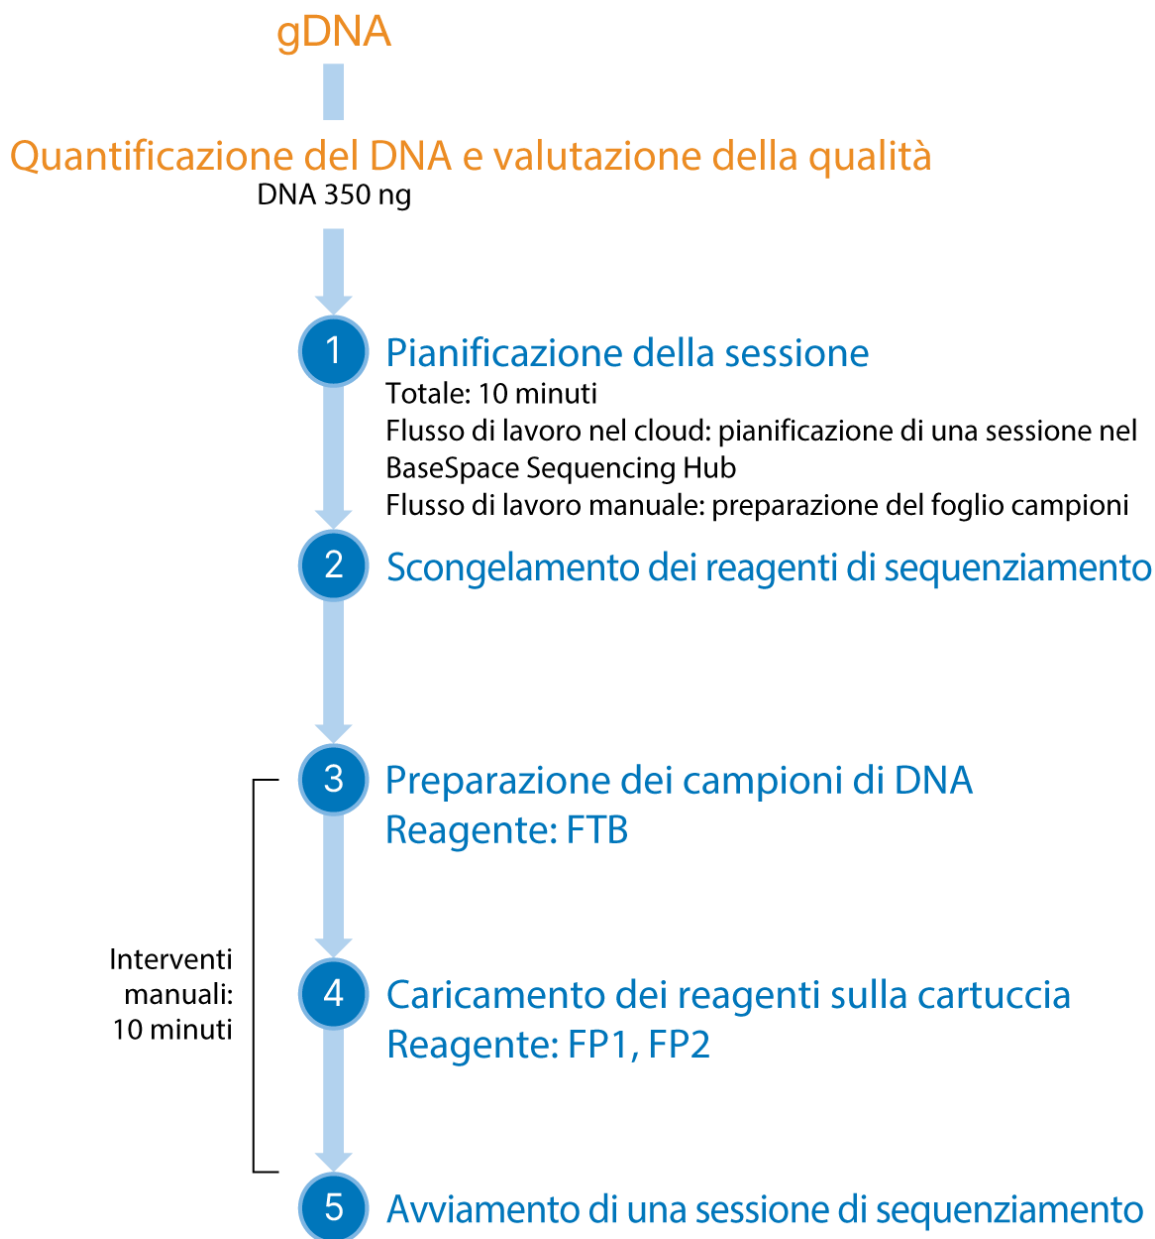 gDNA
Quantificazione del DNA e valutazione della qualità
DNA 350 ng
1
Pianificazione della sessione
Totale: 10 minuti
Flusso di lavoro nel cloud: pianificazione di una sessione nel
BaseSpace Sequencing Hub
Flusso di lavoro manuale: preparazione del foglio campioni
2
Scongelamento dei reagenti di sequenziamento
3
Preparazione dei campioni di DNA
Reagente: FTB
Interventi
manuali:
10 minuti
4
Caricamento dei reagenti sulla cartuccia
Reagente: FP1, FP2
5
Avviamento di una sessione di sequenziamento